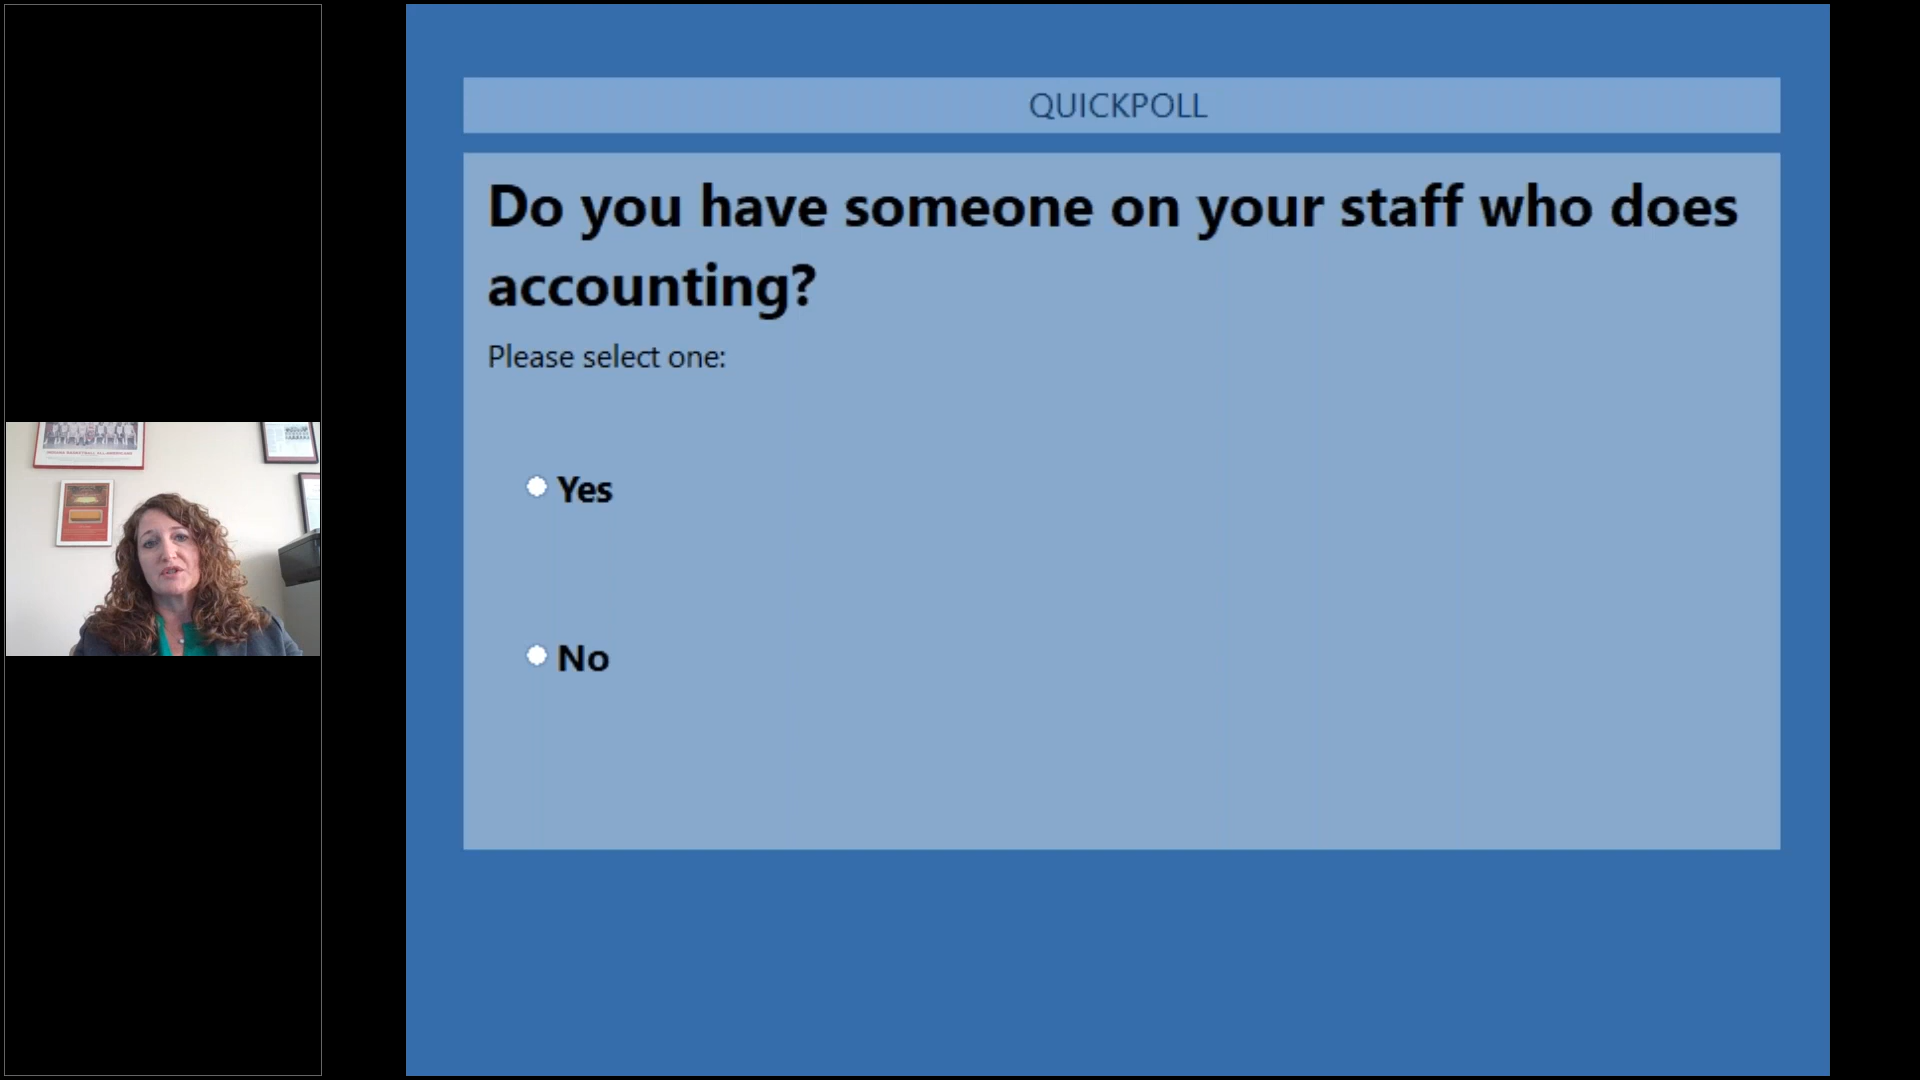 QUICKPOLL
Do you have someone on your staff who does
accounting?
Please select one:
Yes
No